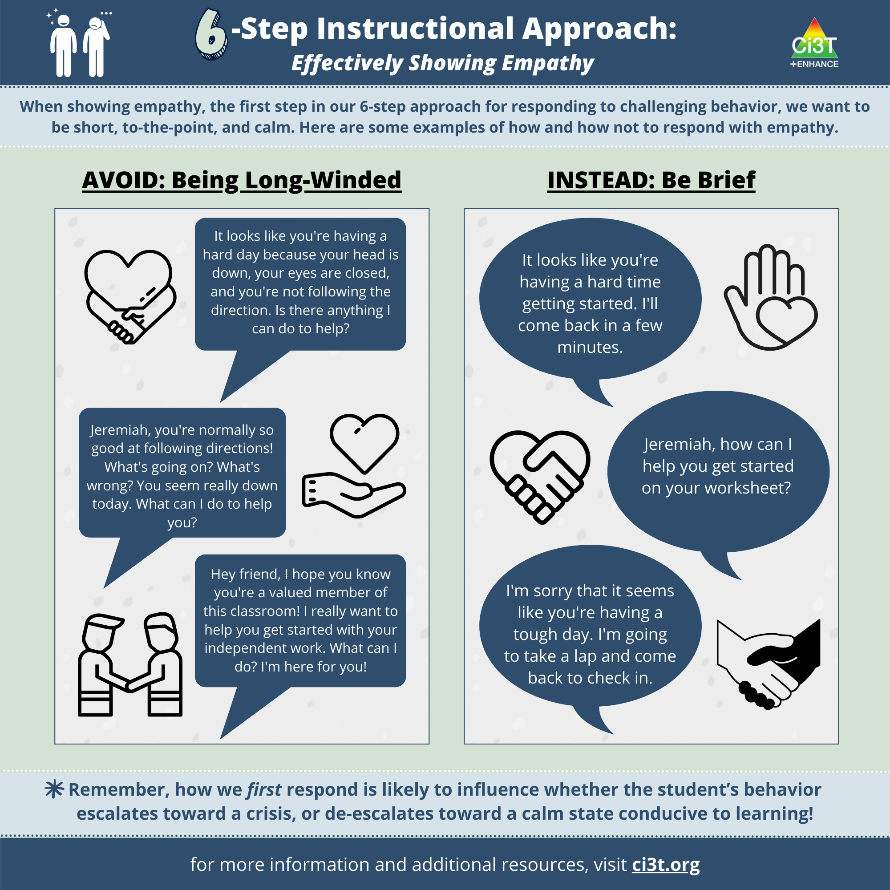 6-Step Instructional Approach:
Effectively Showing Empathy
Ci3T
+ENHANCE
When showing empathy, the first step in our 6-step approach for responding to challenging behavior, we want to
be short, to-the-point, and calm. Here are some examples of how and how not to respond with empathy.
AVOID: Being Long-Winded
It looks like you're having a
hard day because your head is
down, your eyes are closed,
and you're not following the
direction. Is there anything I
can do to help?
Jeremiah, you're normally so
good at following directions!
What's going on? What's
wrong? You seem really down
today. What can I do to help
you?
Hey friend, I hope you know
you're a valued member of
this classroom! I really want to
help you get started with your
independent work. What can I
do? I'm here for you!
INSTEAD: Be Brief
It looks like you're
having a hard time
getting started. I'll
come back in a few
minutes.
Jeremiah, how can I
help you get started
on your worksheet?
I'm sorry that it seems
like you're having a
tough day. I'm going
to take a lap and come
back to check in.
Remember, how we first respond is likely to influence whether the student’s behavior
escalates toward a crisis, or de-escalates toward a calm state conducive to learning!
for more information and additional resources, visit ci3t.org